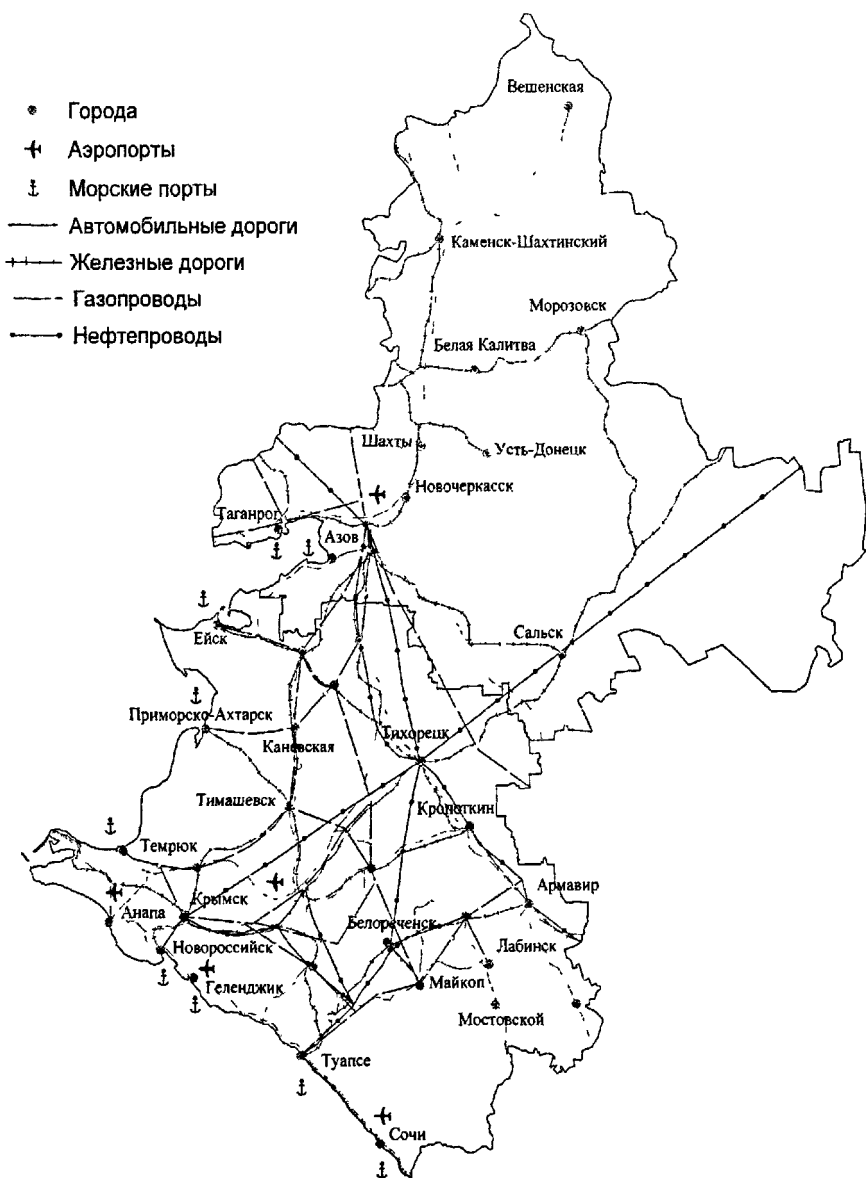 Города
Аэропорты
Морские порты
Автомобильные дороги
Железные дороги
Газопроводы
Нефтепроводы
Вешенская
Каменск-Шахтинский
Морозовск
Белая Калитва
Шахты
Усть-Донецк
Новочеркасск
Таганрог
Азов
Ейск
Сальск
Приморско-Ахтарск
Каневская
Тихорецк
Тимашевск
Кропоткин
Темрюк
Армавир
Крымск
Анапа
Белореченск
Новороссийск
Лабинск
Геленджик
Майкоп
Мостовской
Туапсе
Сочи